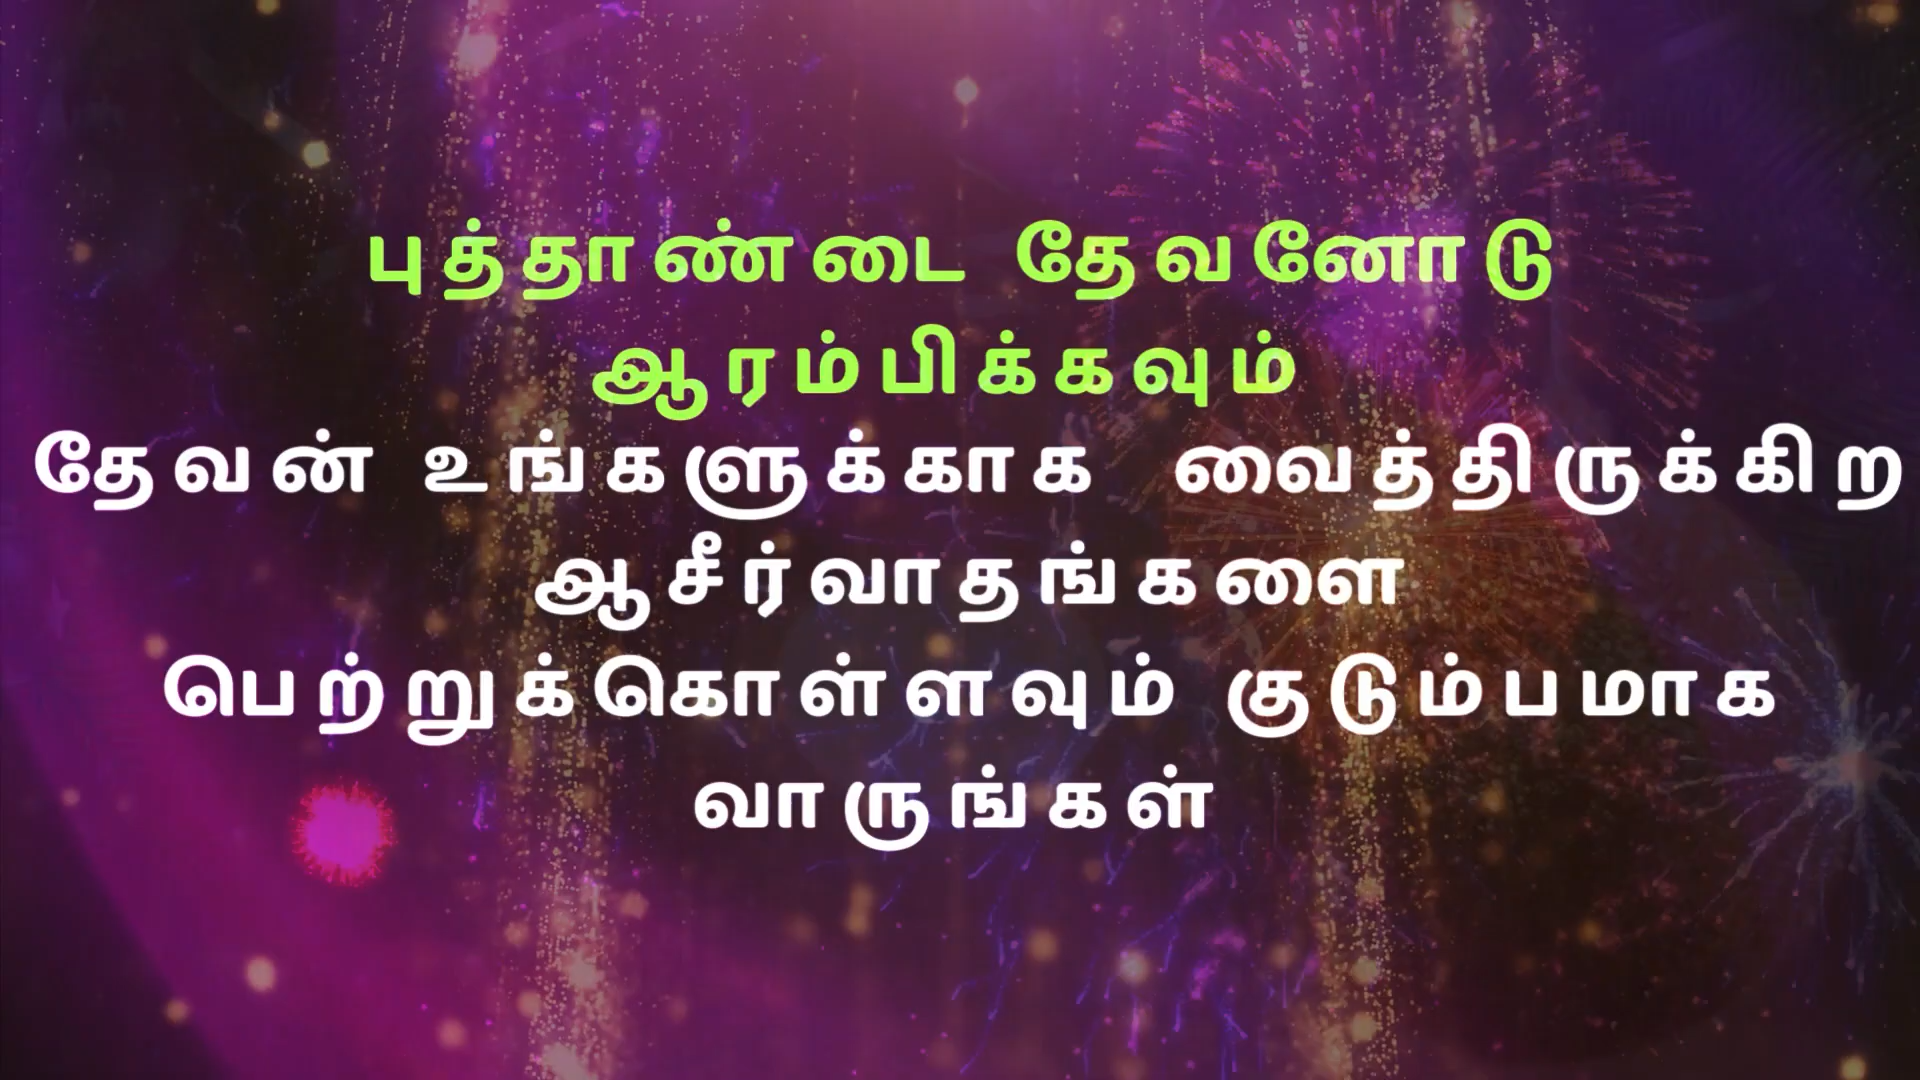 புத்தாண்டை தேவனோடு
ஆரம்பிக்கவும்
தேவன் உங்களுக்காக வைத்திருக்கிற
ஆசீர்வாதங்களை
பெற்றுக்கொள்ளவும் குடும்பமாக
வாருங்கள்